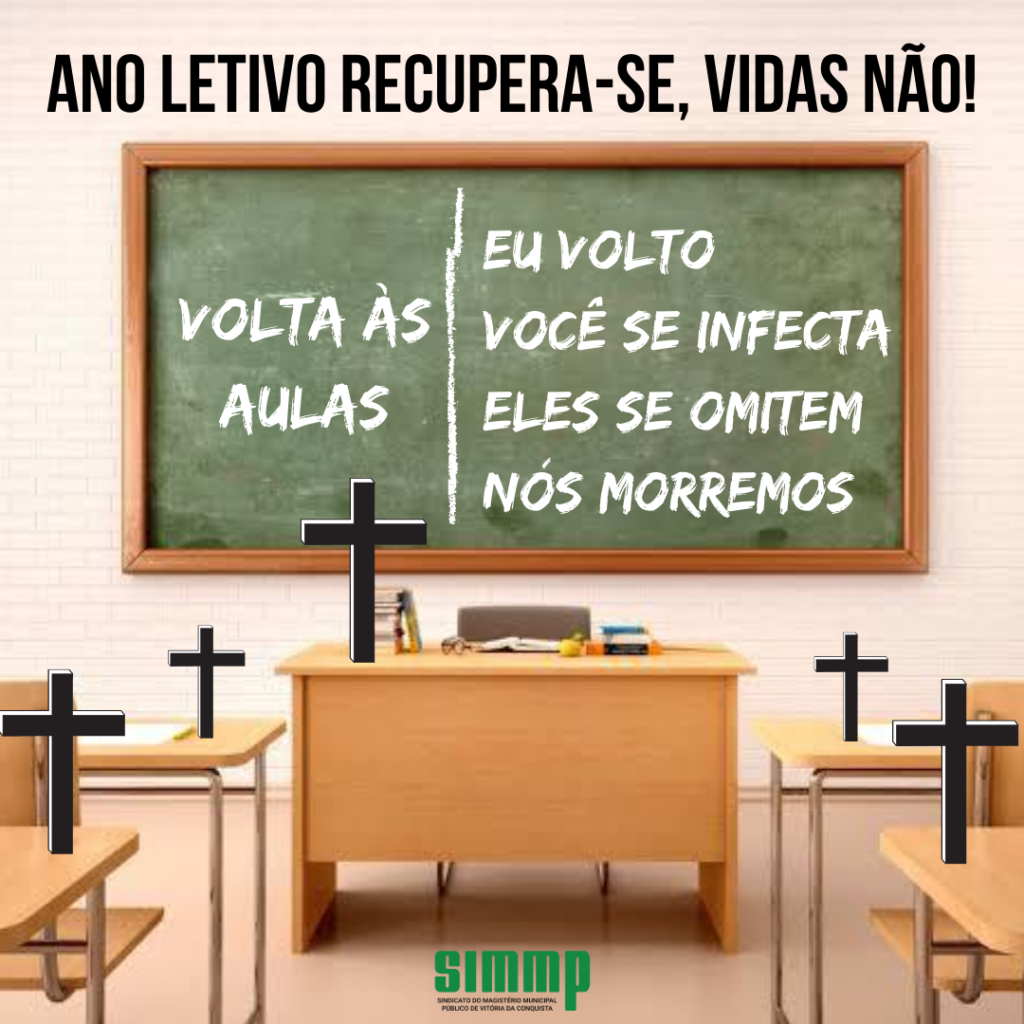 ANO LETIVO RECUPERA-SE, VIDAS NÃO!
VOLTA ÀS
AULAS
EU VOLTO
VOCÊ SE INFECTA
ELES SE OMITEM
NÓS MORREMOS
SIMMP
SINDICATO DO MAGISTÉRIO MUNICIPAL
PÚBLICO DE VITÓRIA DA CONQUISTA